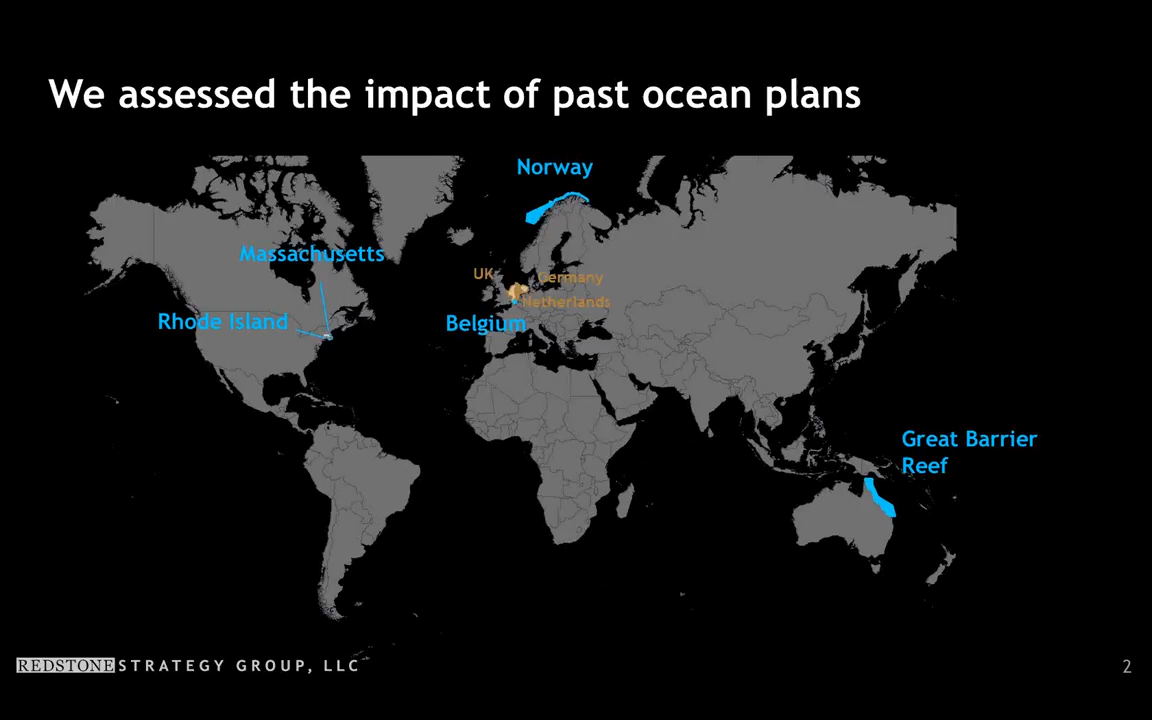 We assessed the impact of past ocean plans
Norway
Massachusetts
UK
Germany
Netherlands
Rhode Island
Belgium
Great Barrier
Reef
REDSTONE STRATEGY GROUP, LLC
2